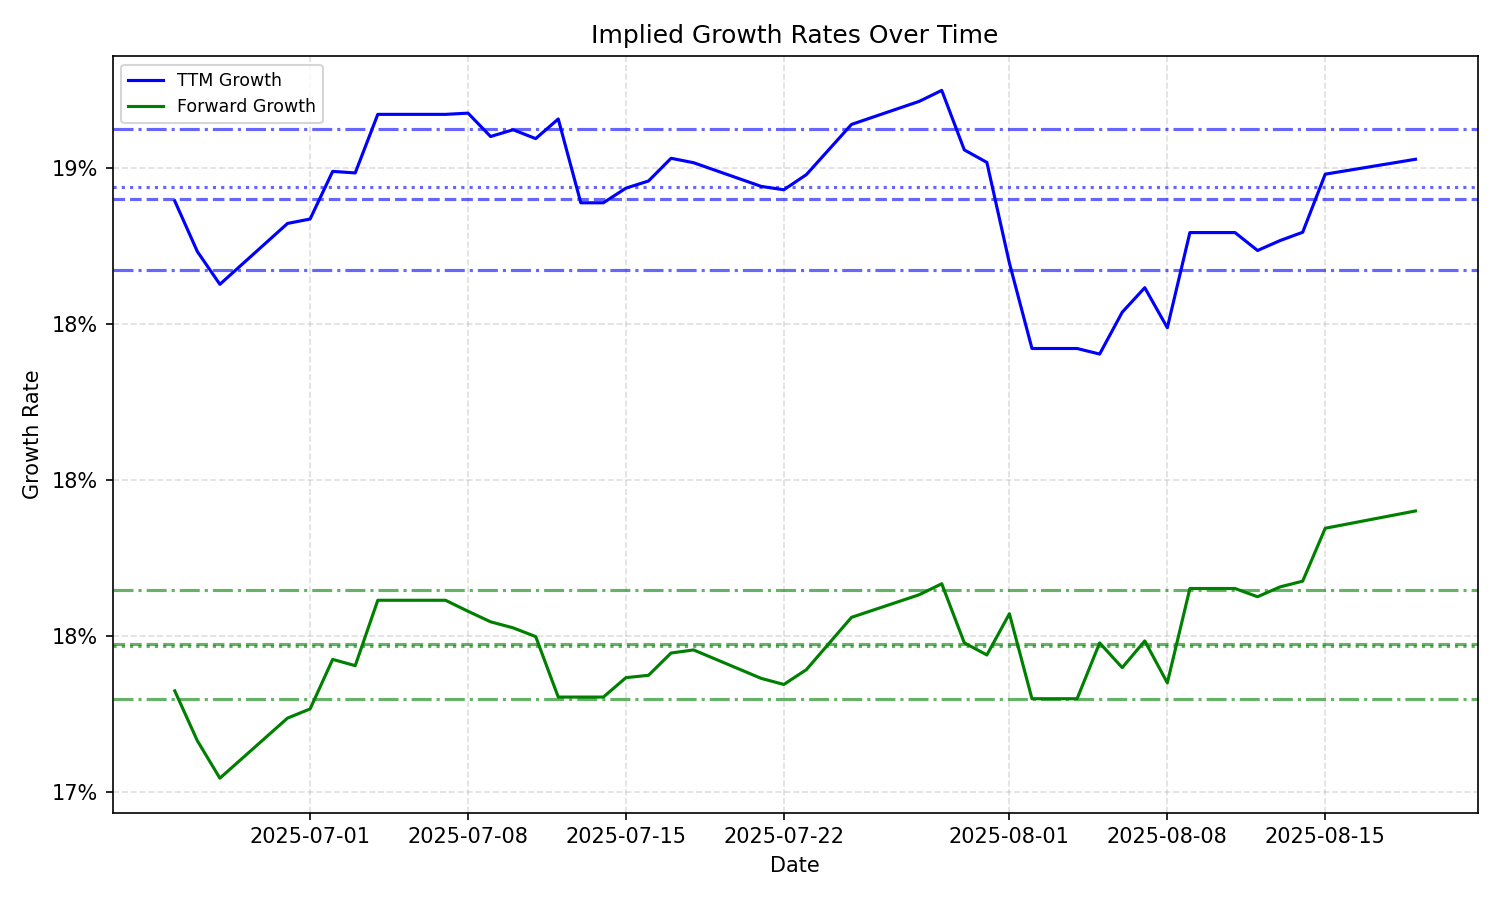 Implied Growth Rates Over Time
TTM Growth
Forward Growth
19%
18%
18%
18%
17%
Growth Rate
2025-07-01
2025-07-08
2025-07-15
2025-07-22
2025-08-01
2025-08-08
2025-08-15
Date